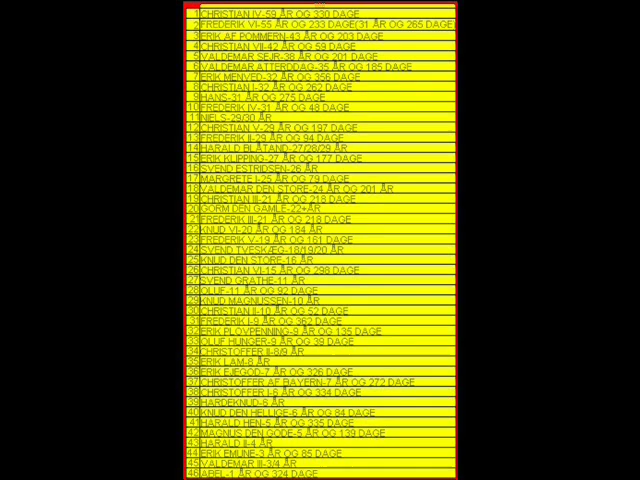 1 CHRISTIAN IV-59 ÅR OG 330 DAGE
2 FREDERIK VI-55 ÅR OG 233 DAGE(31 ÅR OG 265 DAGE)
3 ERIK AF POMMERN-43 ÅR OG 203 DAGE
4 CHRISTIAN VII-42 ÅR OG 59 DAGE
5 VALDEMAR SEJR-38 ÅR OG 201 DAGE
6 VALDEMAR ATTERDAG-35 ÅR OG 185 DAGE
7 ERIK MENVED-32 ÅR OG 356 DAGE
8 CHRISTIAN I-32 ÅR OG 262 DAGE
9 HANS-31 ÅR OG 275 DAGE
10 FREDERIK IV-31 ÅR OG 48 DAGE
11 NIELS-29/30 ÅR
12 CHRISTIAN V-29 ÅR OG 197 DAGE
13 FREDERIK II-29 ÅR OG 94 DAGE
14 HARALD BLÅTAND-27/28/29 ÅR
15 ERIK KLIPPING-27 ÅR OG 177 DAGE
16 SVEND ESTRIDSEN-26 ÅR
17 MARGRETE I-25 ÅR OG 79 DAGE
18 VALDEMAR DEN STORE-24 ÅR OG 201 ÅR
19 CHRISTIAN III-21 ÅR OG 218 DAGE
20 GORM DEN GAMLE-22+ÅR
21 FREDERIK III-21 ÅR OG 218 DAGE
22 KNUD VI-20 ÅR OG 184 ÅR
23 FREDERIK V-19 ÅR OG 161 DAGE
24 SVEND TVESKÆG-18/19/20 ÅR
25 KNUD DEN STORE-16 ÅR
26 CHRISTIAN VI-15 ÅR OG 298 DAGE
27 SVEND GRATHE-11 ÅR
28 OLUF-11 ÅR OG 92 DAGE
29 KNUD MAGNUSSEN-10 ÅR
30 CHRISTIAN II-10 ÅR OG 52 DAGE
31 FREDERIK I-9 ÅR OG 362 DAGE
32 ERIK PLOVPENNING-9 ÅR OG 135 DAGE
33 OLUF HUNGER-9 ÅR OG 39 DAGE
34 CHRISTOFFER II-8/9 ÅR
35 ERIK LAM-8 ÅR
36 ERIK EJEGOD-7 ÅR OG 326 DAGE
37 CHRISTOFFER AF BAYERN-7 ÅR OG 272 DAGE
38 CHRISTOFFER I-6 ÅR OG 334 DAGE
39 HARDEKNUD-6 ÅR
40 KNUD DEN HELLIGE-6 ÅR OG 84 DAGE
41 HARALD HEN-5 ÅR OG 335 DAGE
42 MAGNUS DEN GODE-5 ÅR OG 139 DAGE
43 HARALD II-4 ÅR
44 ERIK EMUNE-3 ÅR OG 85 DAGE
45 VALDEMAR III-3/4 ÅR
46 ABEL-1 ÅR OG 324 DAGE